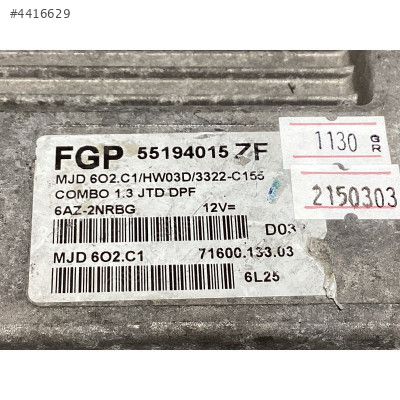 #4416629
FGP 55194015 ZF
MJD 6O2.C1/HW03D/3322-C155
COMBO 1.3 JTD DPF
6AZ-2NRBG 12V=
D03
MJD 6O2.C1 71600.133.03
6L25
1130 GR
2150303